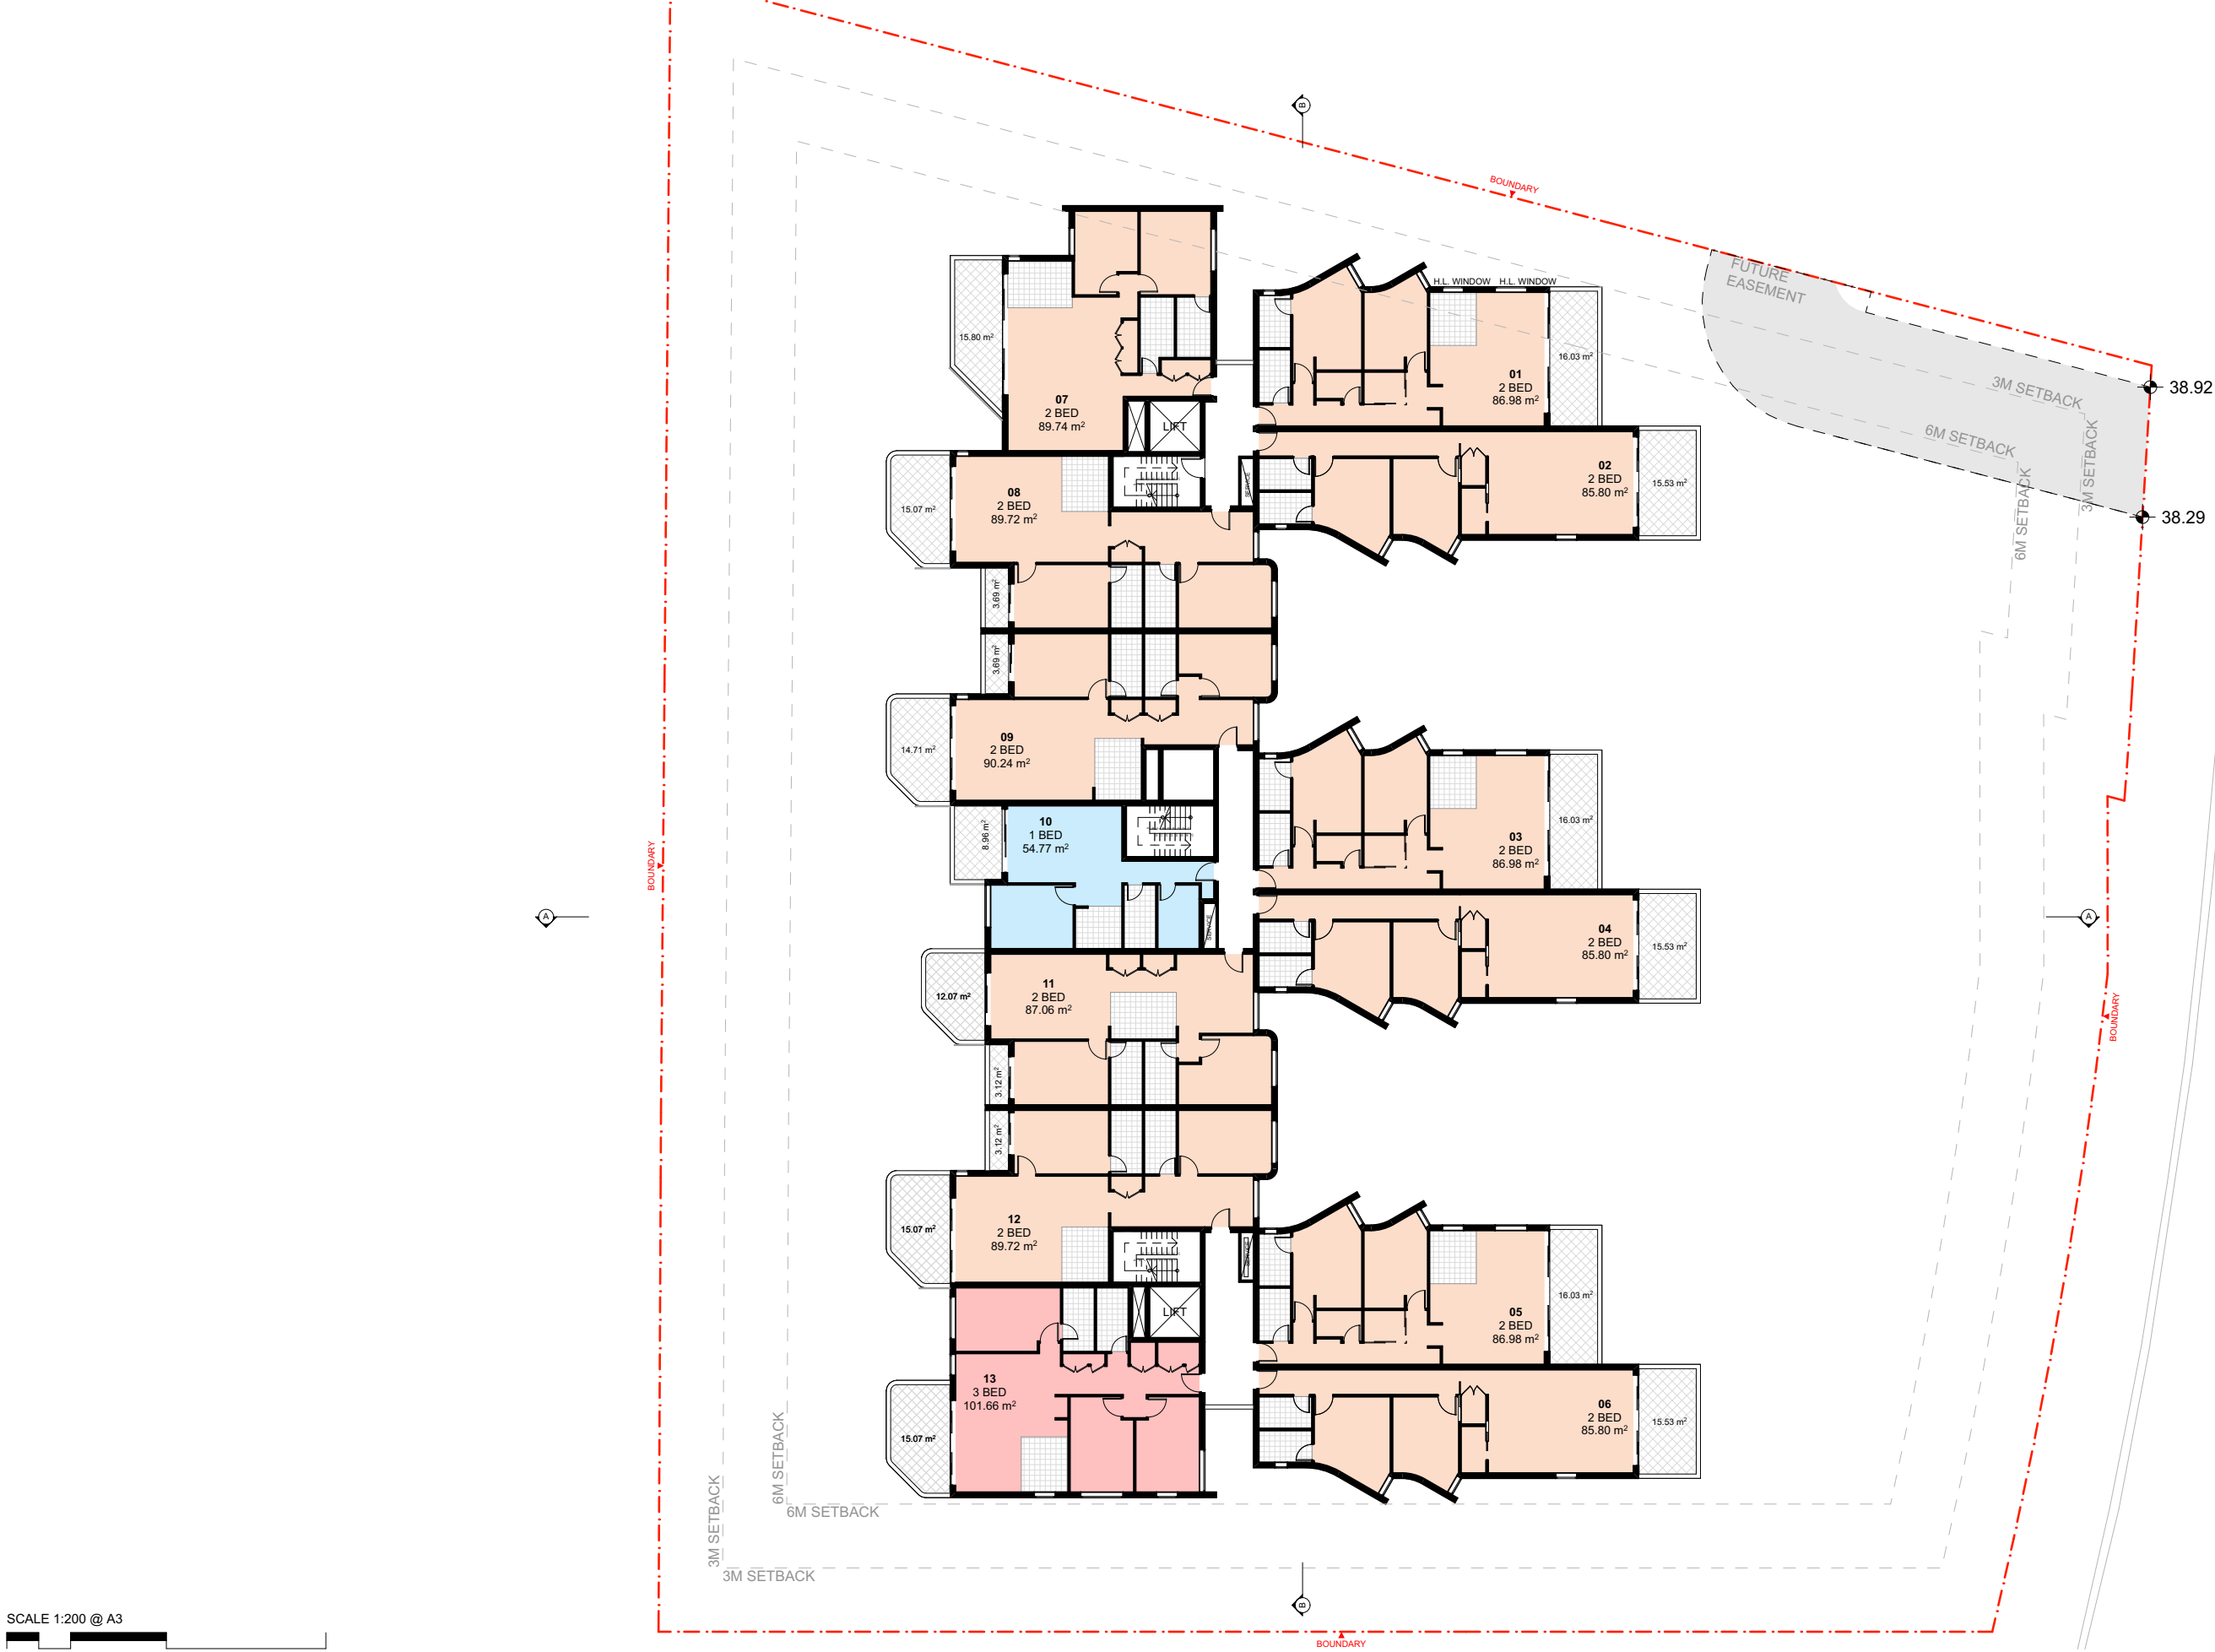 B
BOUNDARY
FUTURE
EASEMENT
H.L. WINDOW H.L. WINDOW
15.80 m²
16.03 m²
01
2 BED
86.98 m²
3M SETBACK
38.92
07
2 BED
89.74 m²
LIFT
6M SETBACK
3M SETBACK
6M SETBACK
38.29
02
2 BED
85.80 m²
15.53 m²
SERVICE
08
2 BED
89.72 m²
15.07 m²
3.69 m²
3.69 m²
09
2 BED
90.24 m²
14.71 m²
16.03 m²
10
1 BED
54.77 m²
8.96 m²
03
2 BED
86.98 m²
BOUNDARY
A
SERVICE
A
04
2 BED
85.80 m²
15.53 m²
11
2 BED
87.06 m²
12.07 m²
BOUNDARY
3.12 m²
3.12 m²
12
2 BED
89.72 m²
15.07 m²
SERVICE
16.03 m²
LIFT
05
2 BED
86.98 m²
13
3 BED
101.66 m²
15.07 m²
06
2 BED
85.80 m²
15.53 m²
6M SETBACK
6M SETBACK
3M SETBACK
3M SETBACK
B
SCALE 1:200 @ A3
BOUNDARY